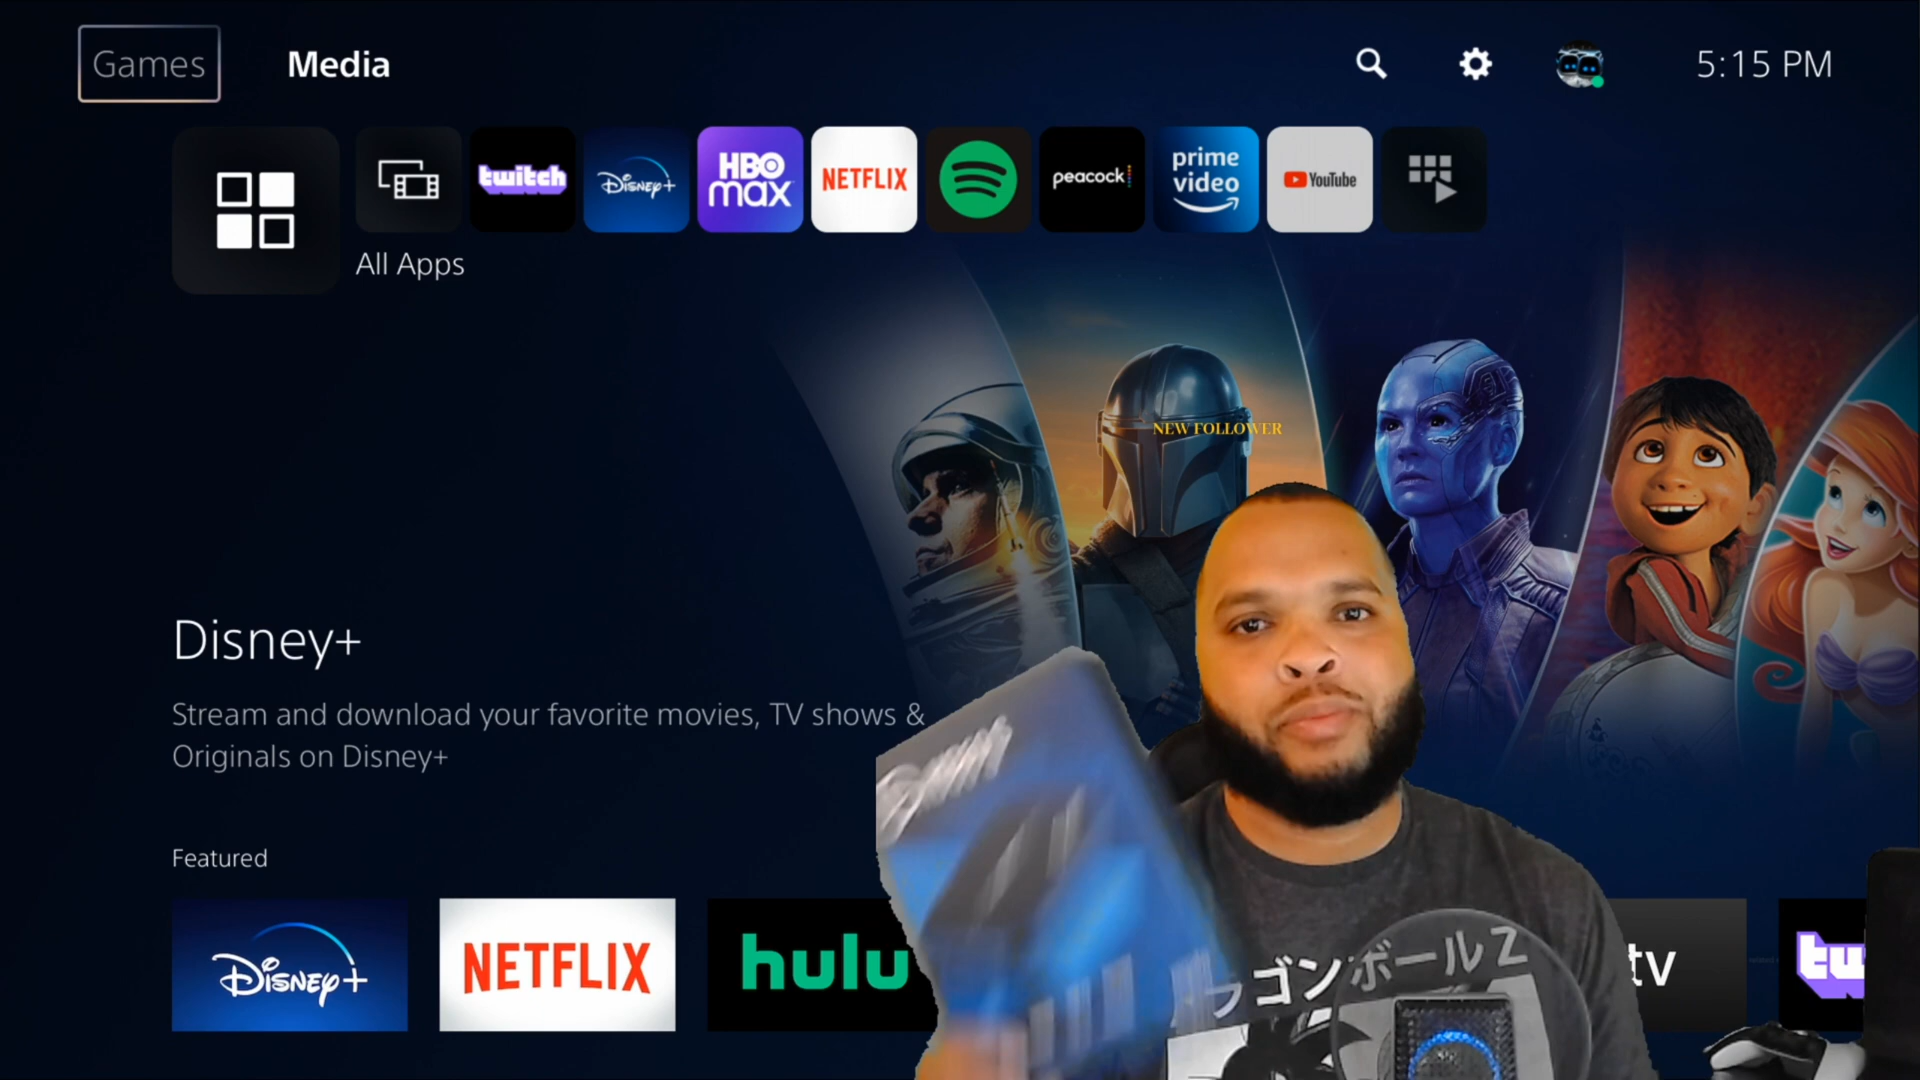 Games
Media
5:15 PM
twitch
Disney+
HBO
max
NETFLIX
peacock
prime
video
YouTube
All Apps
NEW FOLLOWER
Disney+
Stream and download your favorite movies, TV shows &
Originals on Disney+
Featured
Disney+
NETFLIX
hulu
tv
tw
ゴンボールZ